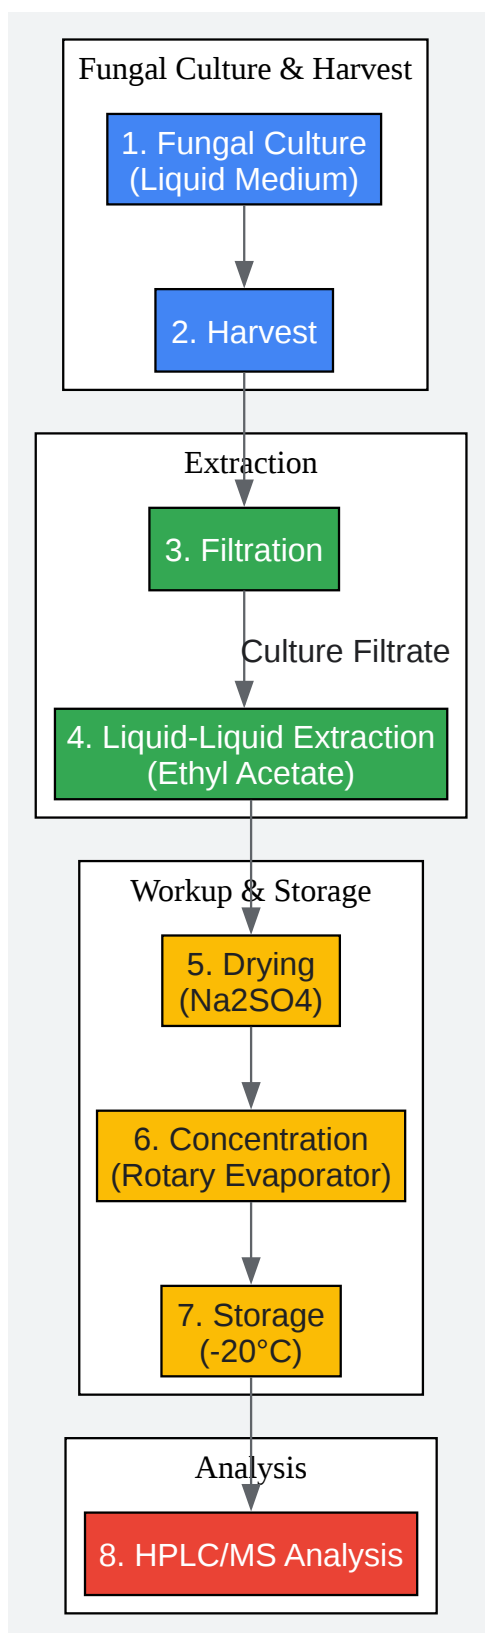 Fungal Culture & Harvest
1. Fungal Culture
(Liquid Medium)
2. Harvest
Extraction
3. Filtration
Culture Filtrate
4. Liquid-Liquid Extraction
(Ethyl Acetate)
Workup & Storage
5. Drying
(Na2SO4)
6. Concentration
(Rotary Evaporator)
7. Storage
(-20°C)
Analysis
8. HPLC/MS Analysis